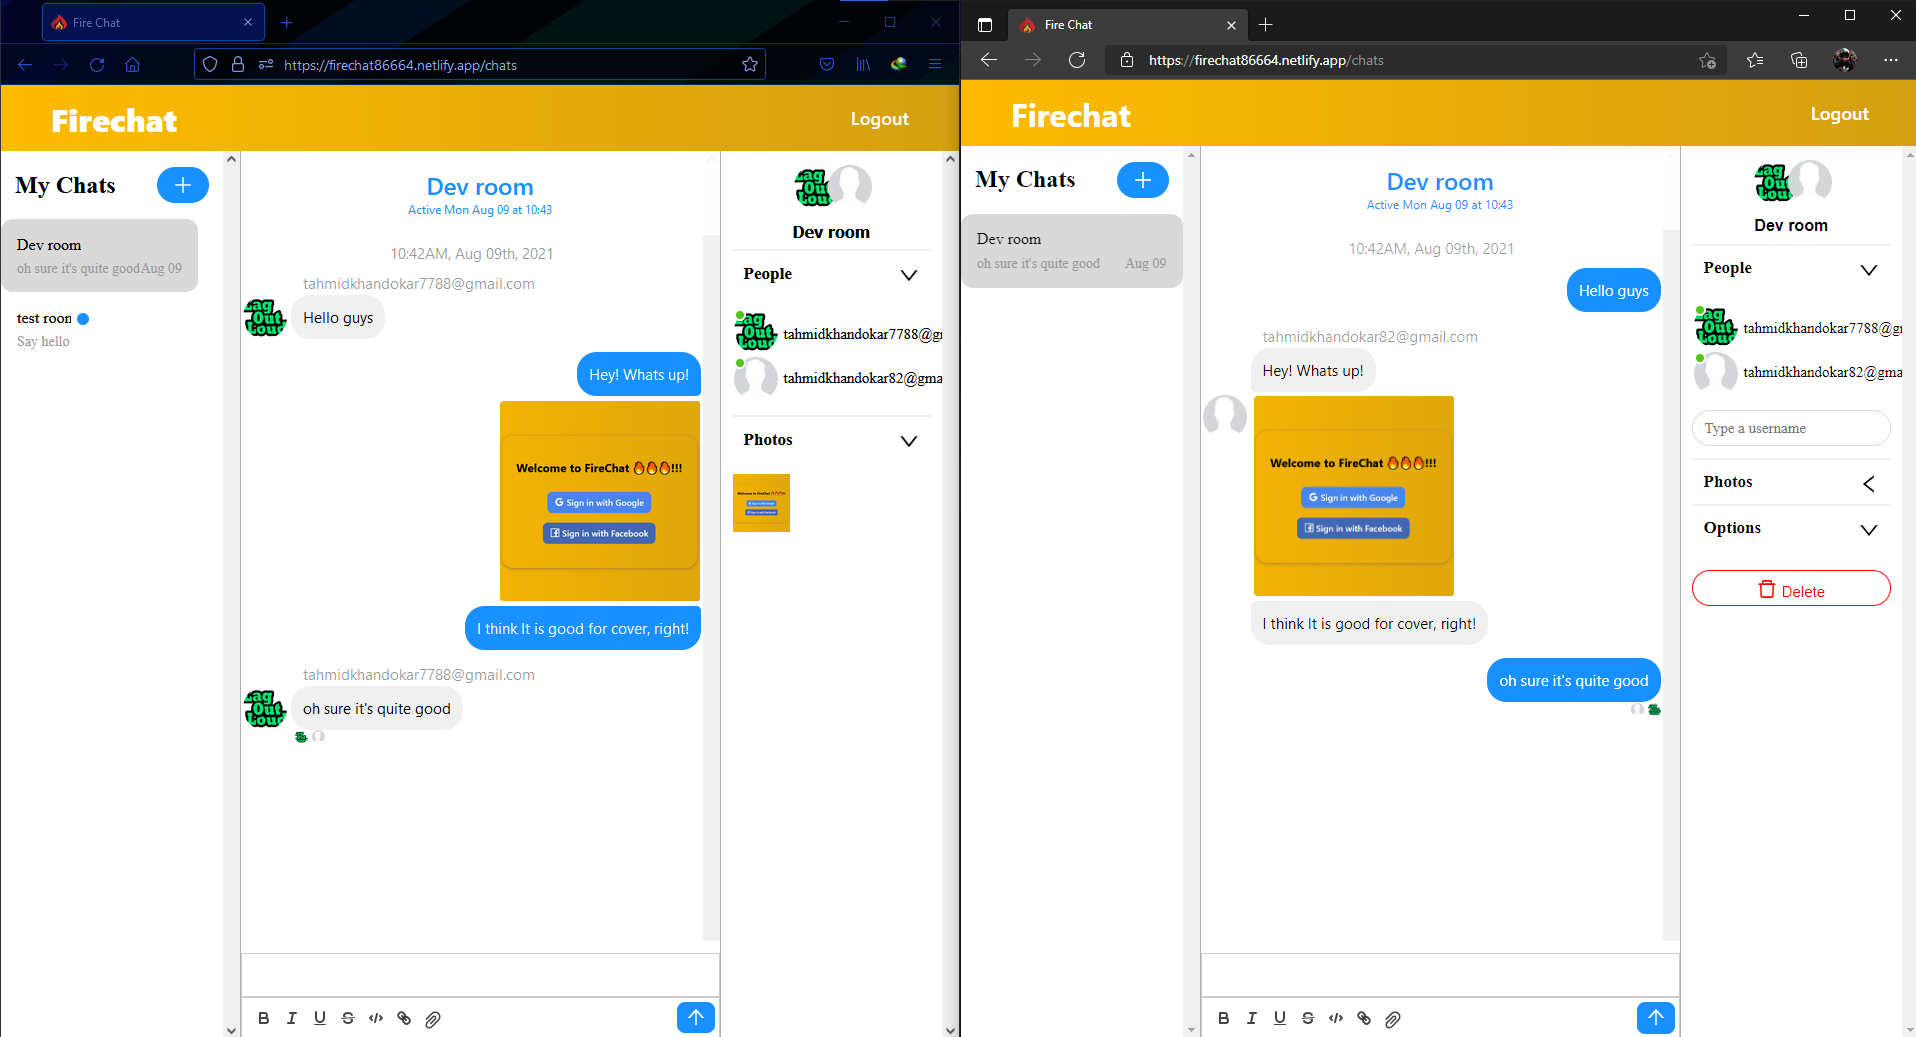 Fire Chat
https://firechat86664.netlify.app/chats
Firechat
Logout
My Chats
Dev room
oh sure it's quite good Aug 09
test room
Say hello
Dev room
Active Mon Aug 09 at 10:43
10:42AM, Aug 09th, 2021
tahmidkhandokar7788@gmail.com
Hello guys
Hey! Whats up!
Welcome to FireChat 🔥🔥🔥!!!
G Sign in with Google
Sign in with Facebook
I think It is good for cover, right!
tahmidkhandokar7788@gmail.com
Lag
Out
Loud
oh sure it's quite good
B I U S </>
Dev room
People
tahmidkhandokar7788@g
tahmidkhandokar82@gma
Photos
Fire Chat
https://firechat86664.netlify.app/chats
Firechat
Logout
My Chats
Dev room
oh sure it's quite good Aug 09
Dev room
Active Mon Aug 09 at 10:43
10:42AM, Aug 09th, 2021
Hello guys
tahmidkhandokar82@gmail.com
Hey! Whats up!
Welcome to FireChat 🔥🔥🔥!!!
G Sign in with Google
Sign in with Facebook
I think It is good for cover, right!
oh sure it's quite good
B I U S </>
Dev room
People
tahmidkhandokar7788@g
tahmidkhandokar82@gma
Type a username
Photos
Options
Delete